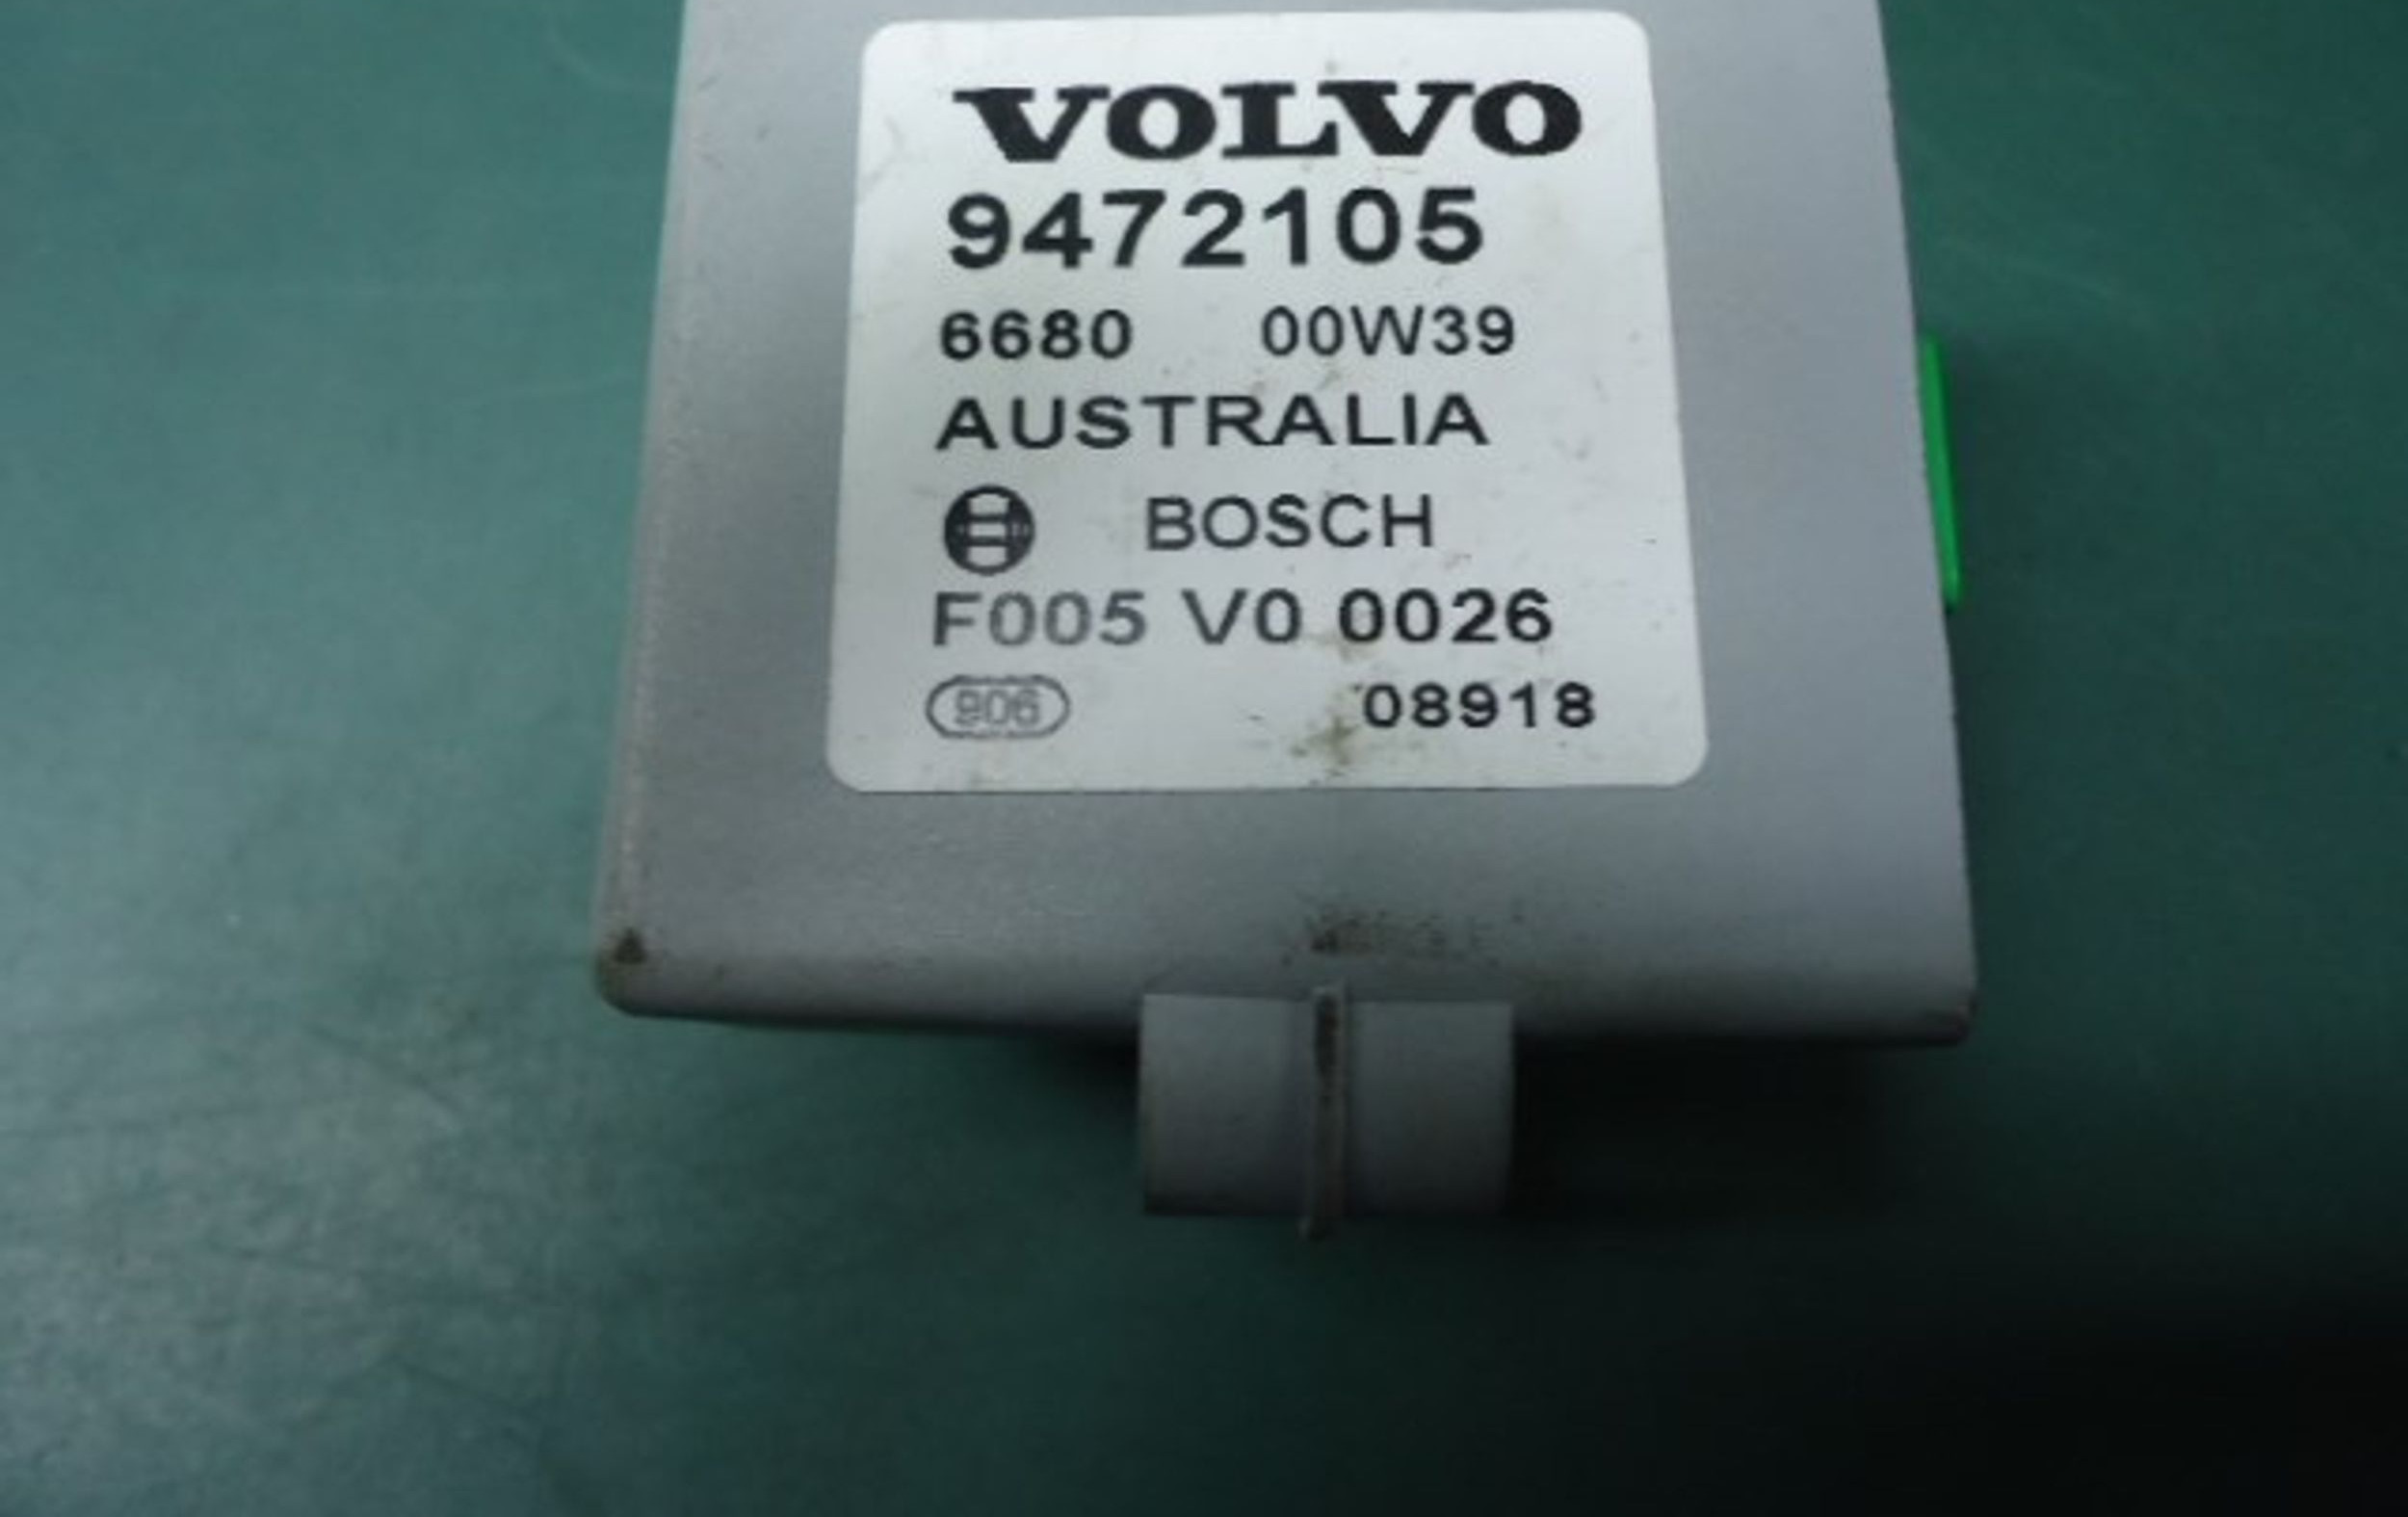 VOLVO
9472105
6680 00W39
AUSTRALIA
BOSCH
F005 V0 0026
906 08918